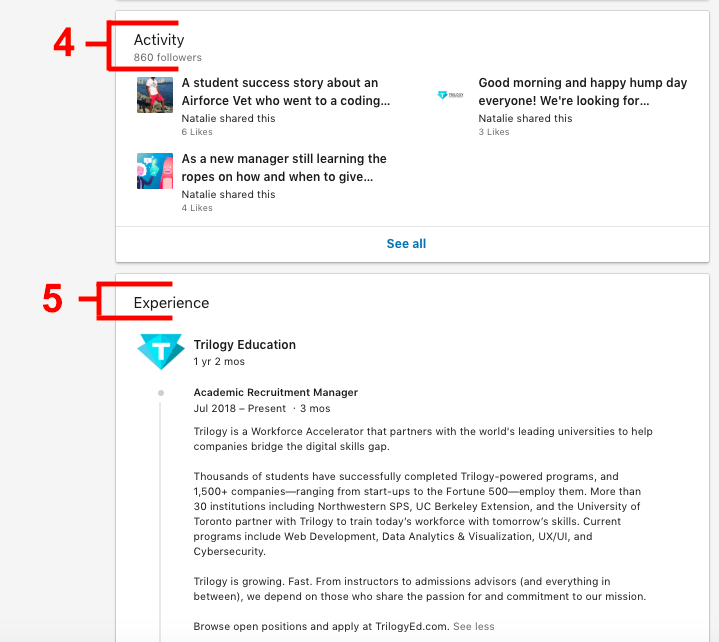 4
Activity
860 followers
A student success story about an
Airforce Vet who went to a coding...
Natalie shared this
6 Likes
Good morning and happy hump day
everyone! We're looking for...
Natalie shared this
3 Likes
As a new manager still learning the
ropes on how and when to give...
Natalie shared this
4 Likes
See all
5
Experience
T
Trilogy Education
1 yr 2 mos
Academic Recruitment Manager
Jul 2018 – Present · 3 mos
Trilogy is a Workforce Accelerator that partners with the world's leading universities to help
companies bridge the digital skills gap.
Thousands of students have successfully completed Trilogy-powered programs, and
1,500+ companies—ranging from start-ups to the Fortune 500—employ them. More than
30 institutions including Northwestern SPS, UC Berkeley Extension, and the University of
Toronto partner with Trilogy to train today's workforce with tomorrow's skills. Current
programs include Web Development, Data Analytics & Visualization, UX/UI, and
Cybersecurity.
Trilogy is growing. Fast. From instructors to admissions advisors (and everything in
between), we depend on those who share the passion for and commitment to our mission.
Browse open positions and apply at TrilogyEd.com. See less